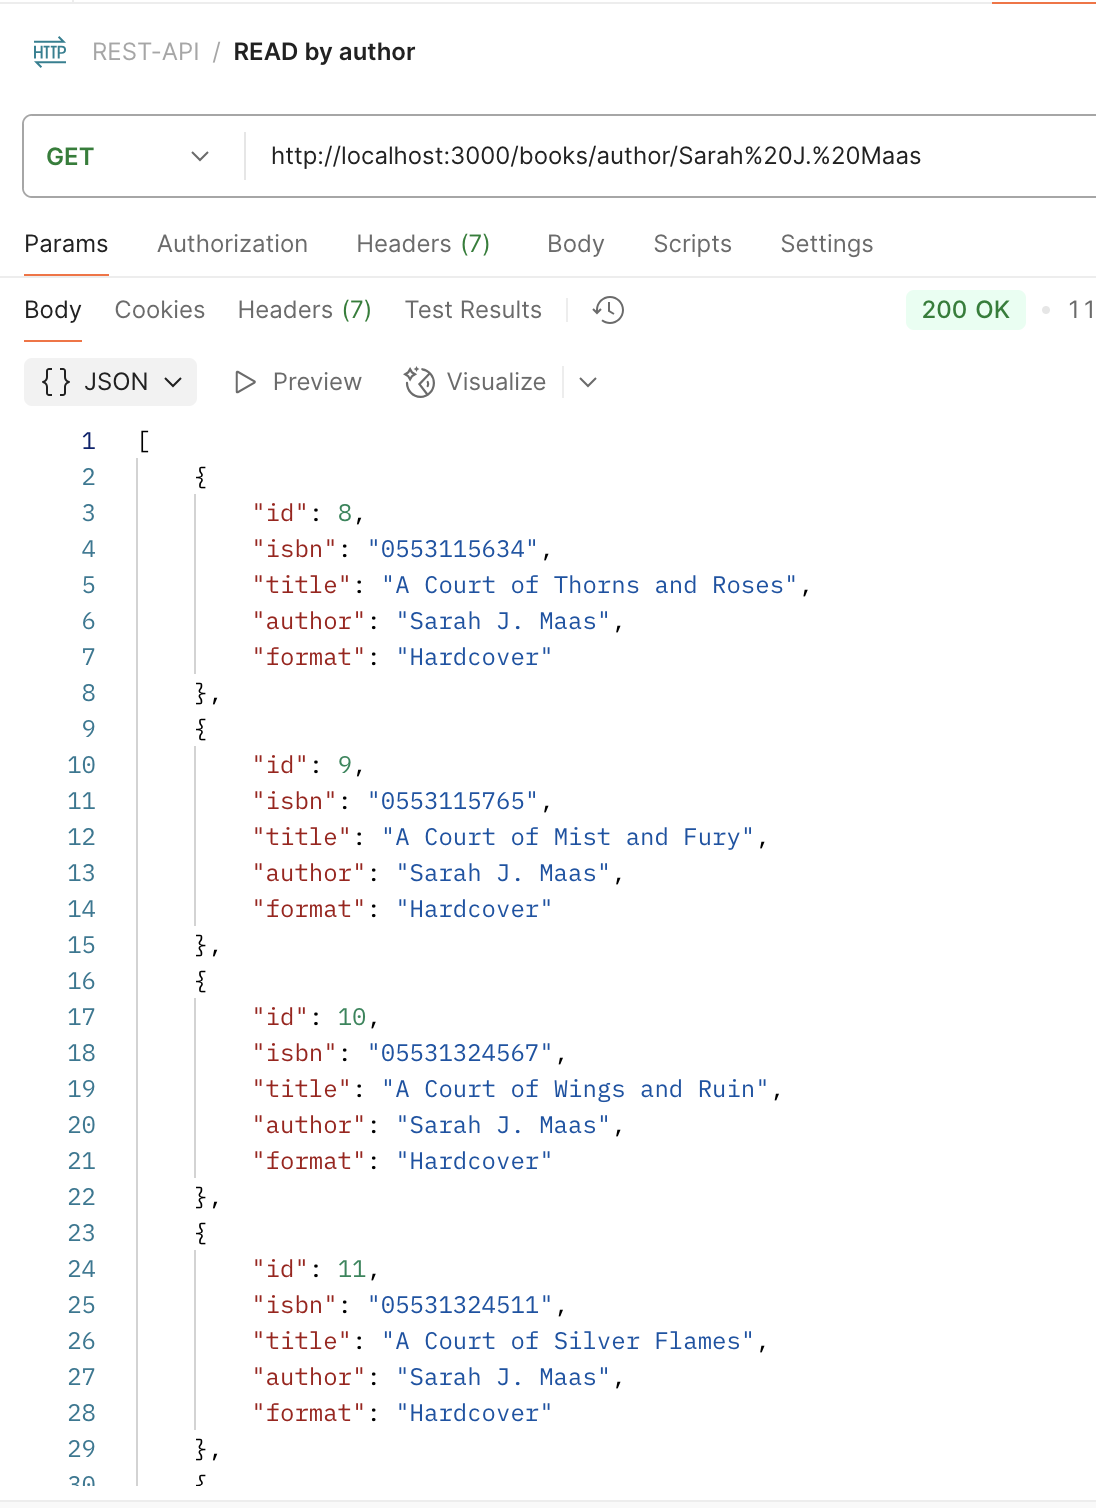 HTTP REST-API / READ by author
GET http://localhost:3000/books/author/Sarah%20J.%20Maas
Params Authorization Headers (7) Body Scripts Settings
Body Cookies Headers (7) Test Results 200 OK • 11
{} JSON Preview Visualize
1 [
2 {
3 "id": 8,
4 "isbn": "0553115634",
5 "title": "A Court of Thorns and Roses",
6 "author": "Sarah J. Maas",
7 "format": "Hardcover"
8 },
9 {
10 "id": 9,
11 "isbn": "0553115765",
12 "title": "A Court of Mist and Fury",
13 "author": "Sarah J. Maas",
14 "format": "Hardcover"
15 },
16 {
17 "id": 10,
18 "isbn": "05531324567",
19 "title": "A Court of Wings and Ruin",
20 "author": "Sarah J. Maas",
21 "format": "Hardcover"
22 },
23 {
24 "id": 11,
25 "isbn": "05531324511",
26 "title": "A Court of Silver Flames",
27 "author": "Sarah J. Maas",
28 "format": "Hardcover"
29 },
30 {